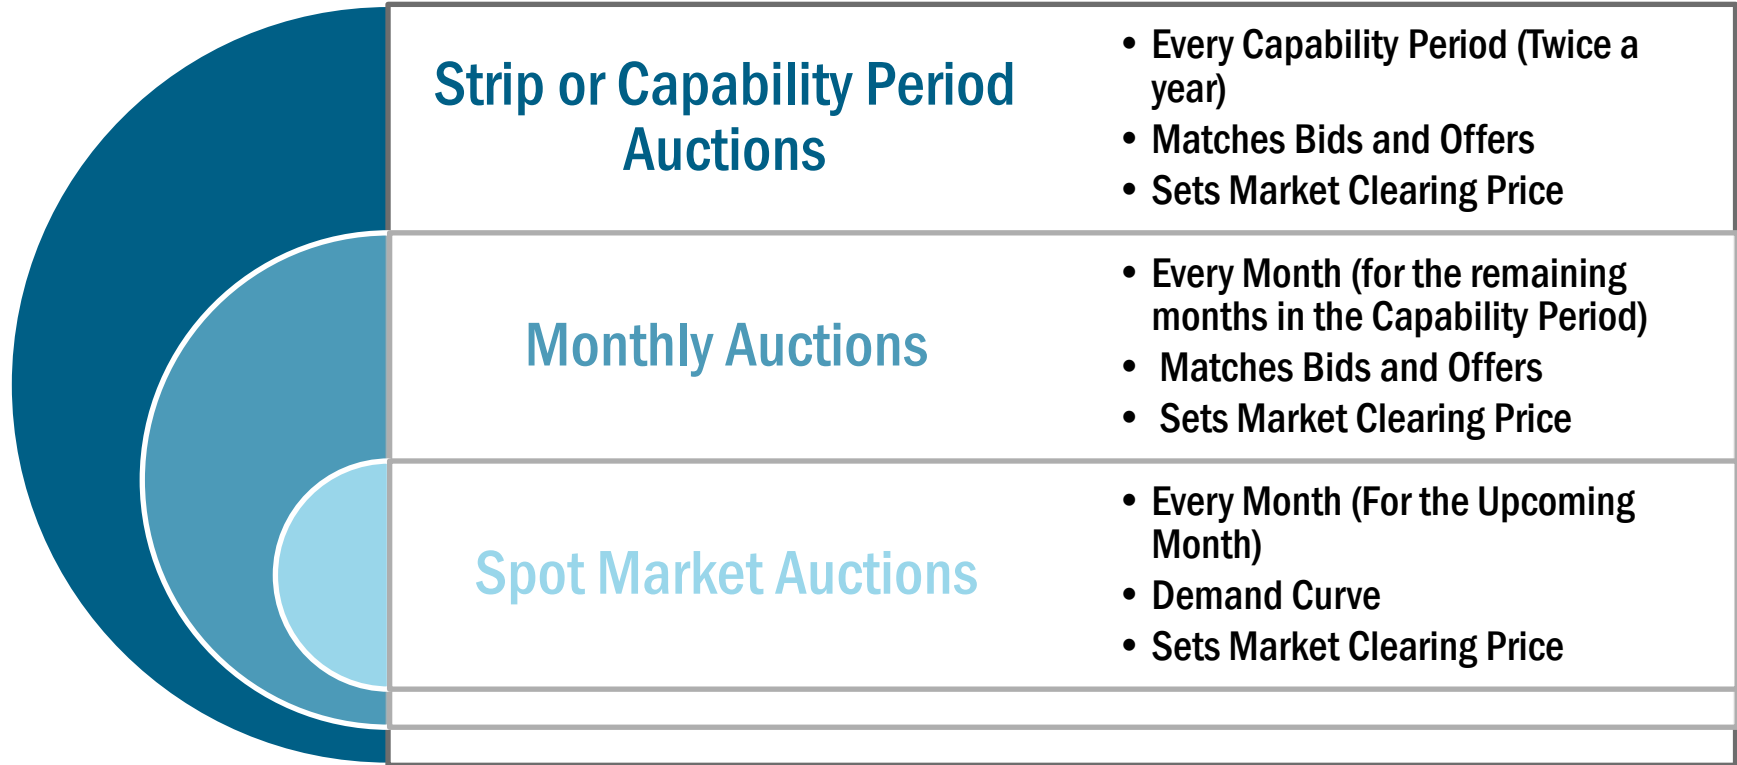 Strip or Capability Period
Auctions
• Every Capability Period (Twice a
year)
• Matches Bids and Offers
• Sets Market Clearing Price
Monthly Auctions
• Every Month (for the remaining
months in the Capability Period)
• Matches Bids and Offers
• Sets Market Clearing Price
Spot Market Auctions
• Every Month (For the Upcoming
Month)
• Demand Curve
• Sets Market Clearing Price